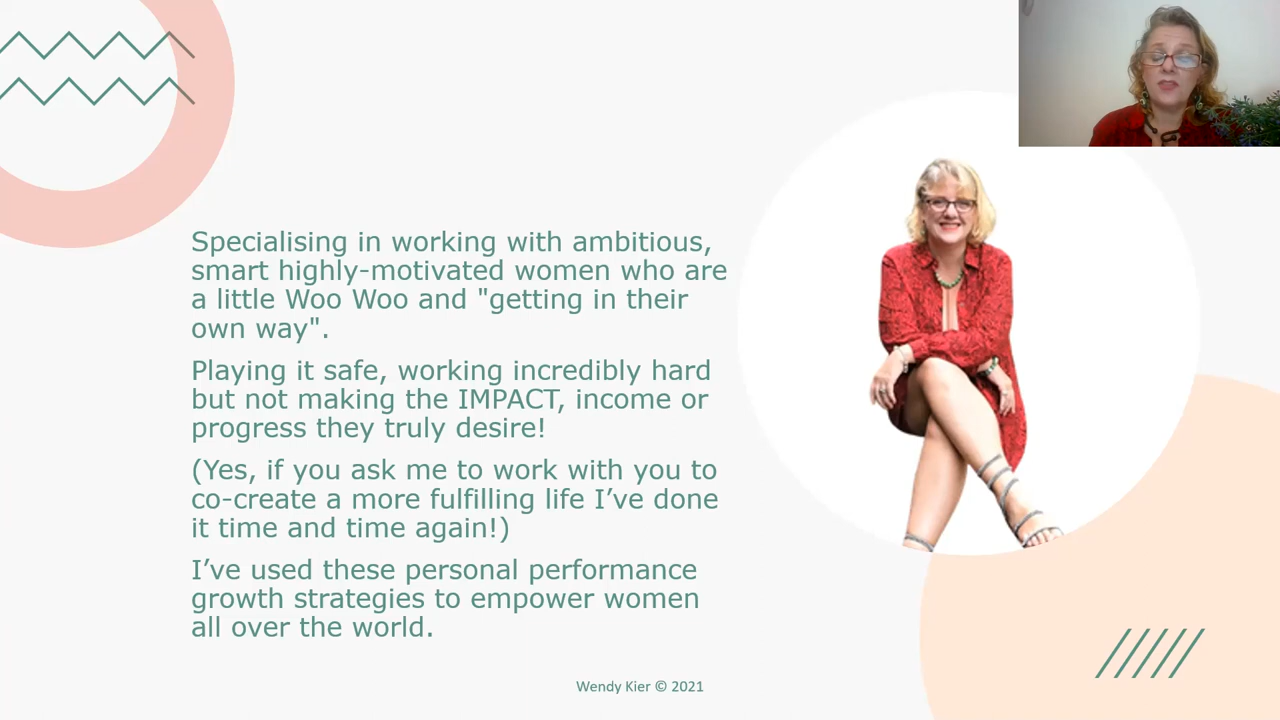 Specialising in working with ambitious,
smart highly-motivated women who are
a little Woo Woo and "getting in their
own way".
Playing it safe, working incredibly hard
but not making the IMPACT, income or
progress they truly desire!
(Yes, if you ask me to work with you to
co-create a more fulfilling life I’ve done
it time and time again!)
I’ve used these personal performance
growth strategies to empower women
all over the world.
Wendy Kier © 2021